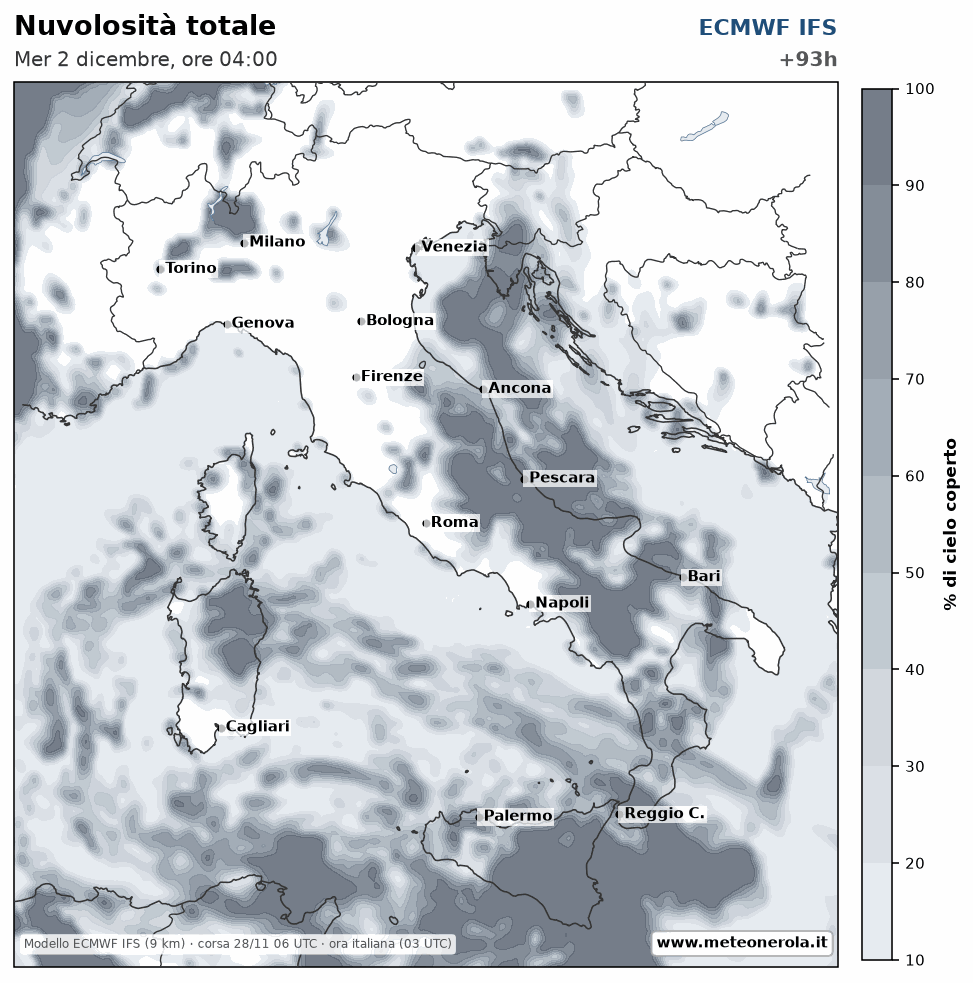 Nuvolosità totale
ECMWF IFS
Mer 2 dicembre, ore 04:00
+93h
100
90
80
70
60
50
40
30
20
10
% di cielo coperto
Milano
Venezia
Torino
Genova
Bologna
Firenze
Ancona
Pescara
Roma
Bari
Napoli
Cagliari
Palermo
Reggio C.
Modello ECMWF IFS (9 km) · corsa 28/11 06 UTC · ora italiana (03 UTC)
www.meteonerola.it